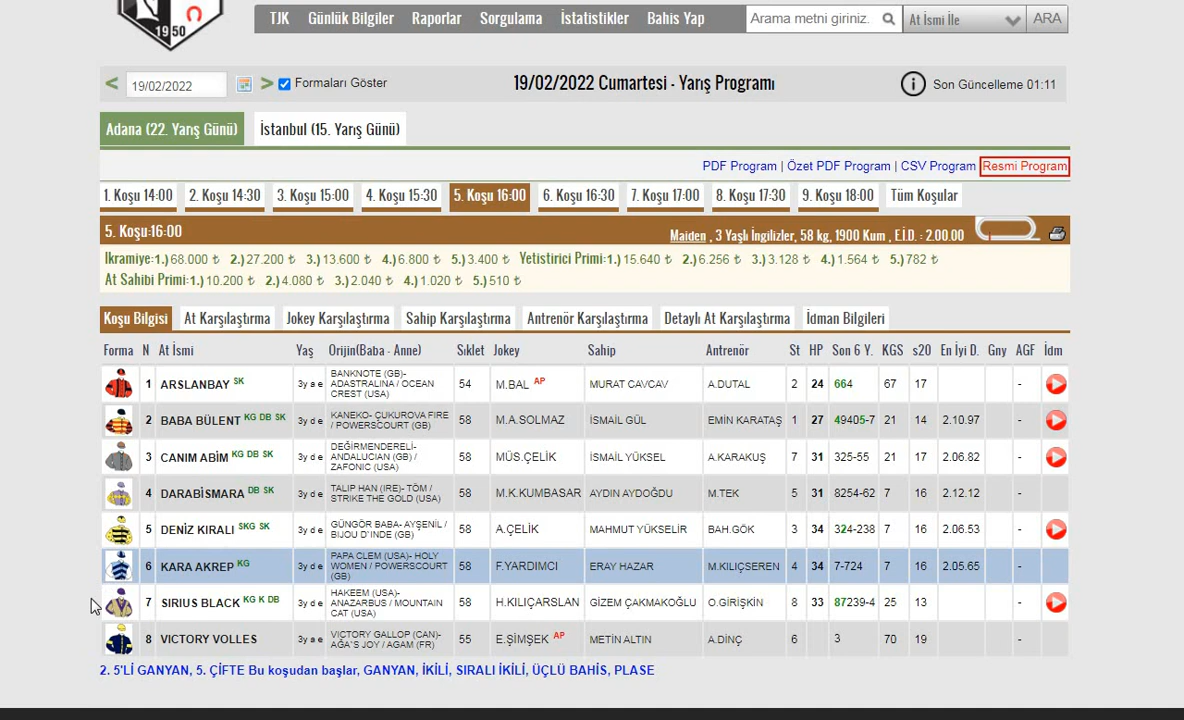 1950
TJK Günlük Bilgiler Raporlar Sorgulama İstatistikler Bahis Yap Arama metni giriniz. At İsmi İle ARA
< 19/02/2022 > Formaları Göster 19/02/2022 Cumartesi - Yarış Programı Son Güncelleme 01:11
Adana (22. Yarış Günü) İstanbul (15. Yarış Günü)
PDF Program | Özet PDF Program | CSV Program Resmi Program
1. Koşu 14:00 2. Koşu 14:30 3. Koşu 15:00 4. Koşu 15:30 5. Koşu 16:00 6. Koşu 16:30 7. Koşu 17:00 8. Koşu 17:30 9. Koşu 18:00 Tüm Koşular
5. Koşu:16:00 Maiden , 3 Yaşlı İngilizler, 58 kg, 1900 Kum , E.İ.D. : 2.00.00
Ikramiye:1.) 68.000 ₺ 2.) 27.200 ₺ 3.) 13.600 ₺ 4.) 6.800 ₺ 5.) 3.400 ₺ Yetistirici Primi:1.) 15.640 ₺ 2.) 6.256 ₺ 3.) 3.128 ₺ 4.) 1.564 ₺ 5.) 782 ₺
At Sahibi Primi:1.) 10.200 ₺ 2.) 4.080 ₺ 3.) 2.040 ₺ 4.) 1.020 ₺ 5.) 510 ₺
Koşu Bilgisi At Karşılaştırma Jokey Karşılaştırma Sahip Karşılaştırma Antrenör Karşılaştırma Detaylı At Karşılaştırma İdman Bilgileri
Forma N At İsmi Yaş Orijin(Baba - Anne) Sıklet Jokey Sahip Antrenör St HP Son 6 Y. KGS s20 En İyi D. Gny AGF İdm
1 ARSLANBAY SK 3y a e BANKNOTE (GB)- ADASTRALINA / OCEAN CREST (USA) 54 M.BAL AP MURAT CAVCAV A.DUTAL 2 24 664 67 17 -
2 BABA BÜLENT KG DB SK 3y d e KANEKO- ÇUKUROVA FIRE / POWERSCOURT (GB) 58 M.A.SOLMAZ İSMAİL GÜL EMİN KARATAŞ 1 27 49405-7 21 14 2.10.97 -
3 CANIM ABİM KG DB SK 3y d e DEĞİRMENDERELİ- ANDALUCIAN (GB) / ZAFONIC (USA) 58 MÜS.ÇELİK İSMAİL YÜKSEL A.KARAKUŞ 7 31 325-55 21 17 2.06.82 -
4 DARABİSMARA DB SK 3y d e TALIP HAN (IRE)- TÖM / STRIKE THE GOLD (USA) 58 M.K.KUMBASAR AYDIN AYDOĞDU M.TEK 5 31 8254-62 7 16 2.12.12 -
5 DENİZ KIRALI SKG SK 3y d e GÜNGÖR BABA- AYŞENİL / BIJOU D'INDE (GB) 58 A.ÇELİK MAHMUT YÜKSELİR BAH.GÖK 3 34 324-238 7 16 2.06.53 -
6 KARA AKREP KG 3y d e PAPA CLEM (USA)- HOLY WOMEN / POWERSCOURT (GB) 58 F.YARDIMCI ERAY HAZAR M.KILIÇSEREN 4 34 7-724 7 16 2.05.65 -
7 SIRIUS BLACK KG K DB 3y d e HAKEEM (USA)- ANAZARBUS / MOUNTAIN CAT (USA) 58 H.KILIÇARSLAN GİZEM ÇAKMAKOĞLU O.GİRİŞKİN 8 33 87239-4 25 13 -
8 VICTORY VOLLES 3y a e VICTORY GALLOP (CAN)- AĞA'S JOY / AGAM (FR) 55 E.ŞİMŞEK AP METİN ALTIN A.DİNÇ 6 3 70 19 -
2. 5'Lİ GANYAN, 5. ÇİFTE Bu koşudan başlar, GANYAN, İKİLİ, SIRALI İKİLİ, ÜÇLÜ BAHİS, PLASE